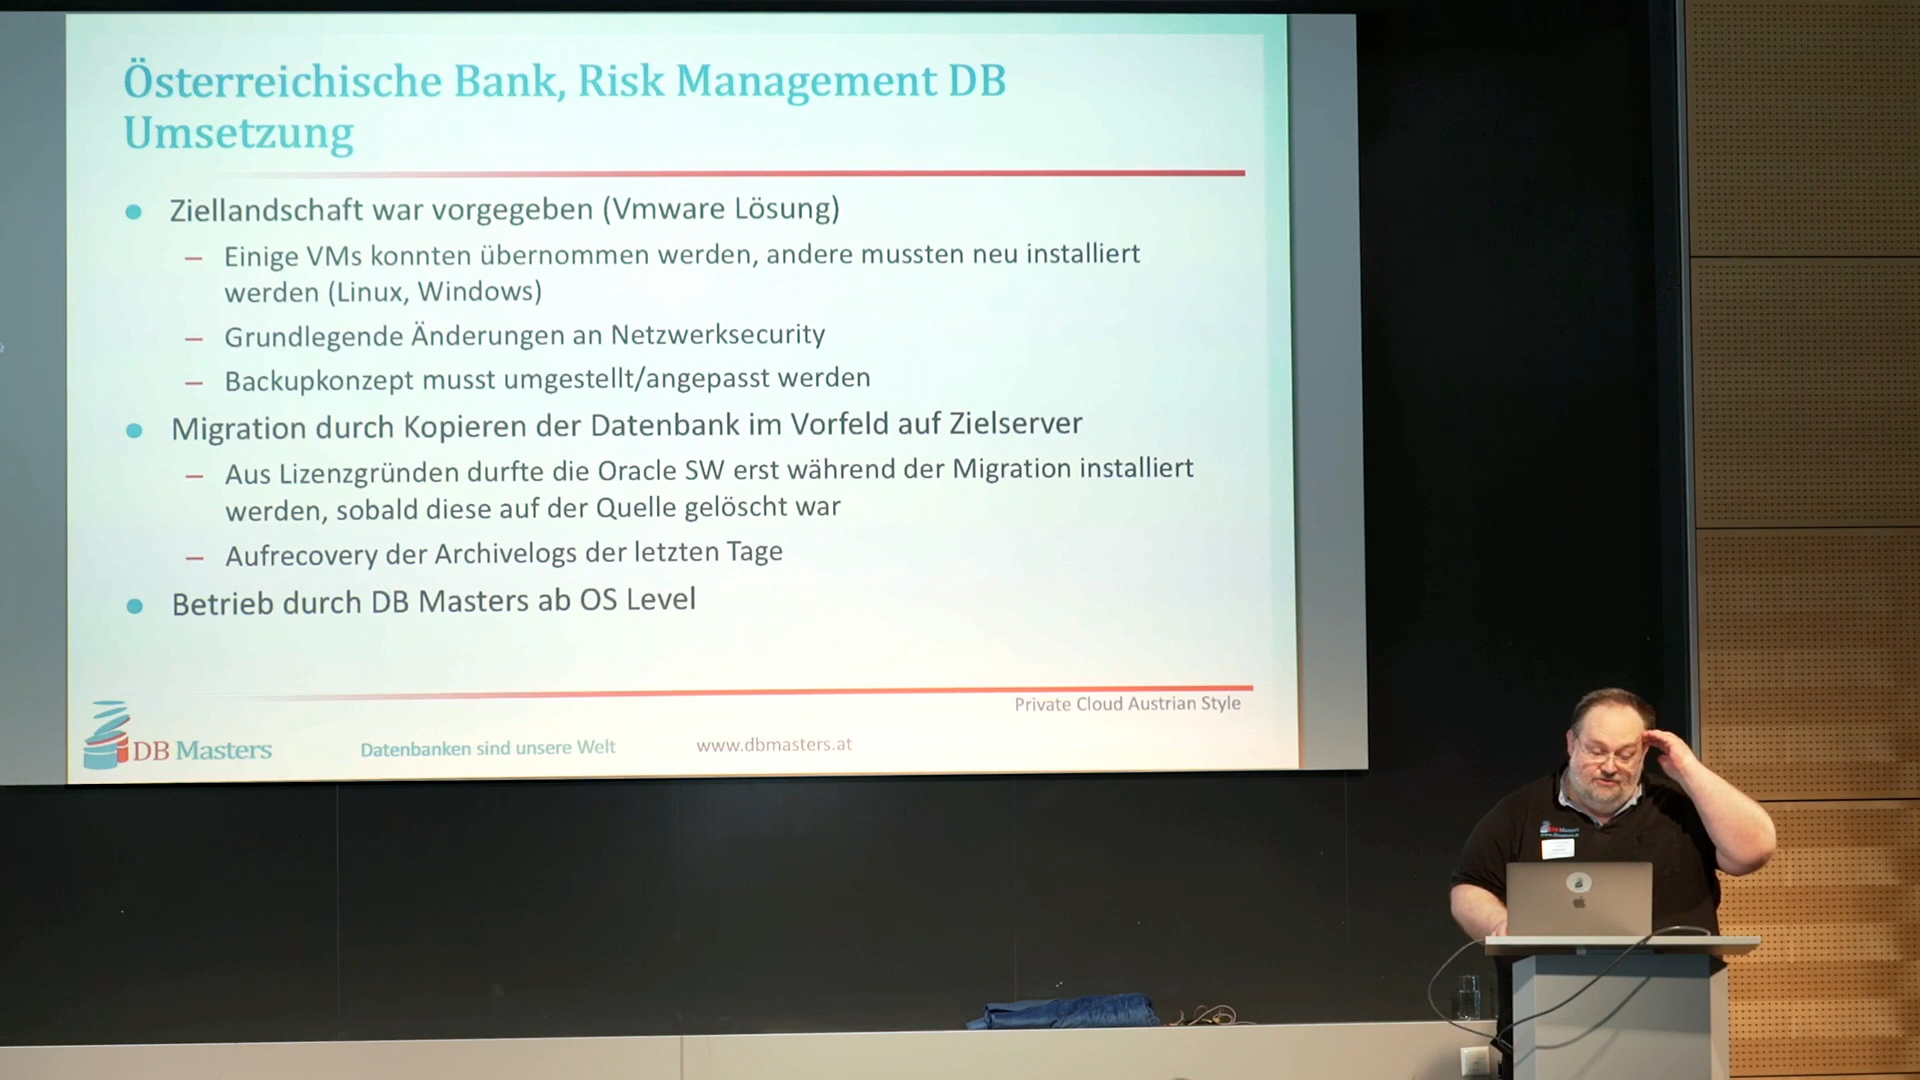 Österreichische Bank, Risk Management DB
Umsetzung
● Ziellandschaft war vorgegeben (Vmware Lösung)
– Einige VMs konnten übernommen werden, andere mussten neu installiert
werden (Linux, Windows)
– Grundlegende Änderungen an Netzwerksecurity
– Backupkonzept musst umgestellt/angepasst werden
● Migration durch Kopieren der Datenbank im Vorfeld auf Zielserver
– Aus Lizenzgründen durfte die Oracle SW erst während der Migration installiert
werden, sobald diese auf der Quelle gelöscht war
– Aufrecovery der Archivelogs der letzten Tage
● Betrieb durch DB Masters ab OS Level
Private Cloud Austrian Style
DB Masters
Datenbanken sind unsere Welt
www.dbmasters.at